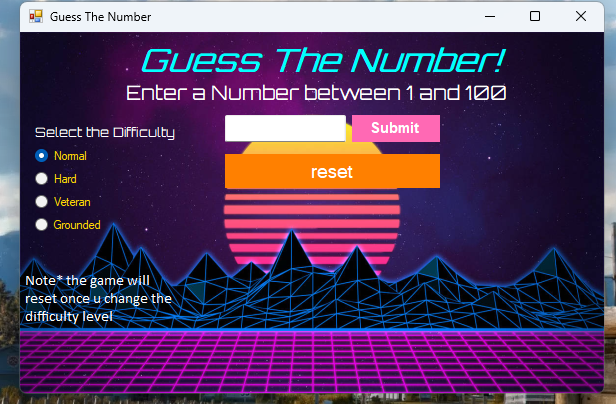 Guess The Number
Guess The Number!
Enter a Number between 1 and 100
Select the Difficulty
Submit
Normal
reset
Hard
Veteran
Grounded
Note* the game will
reset once u change the
difficulty level